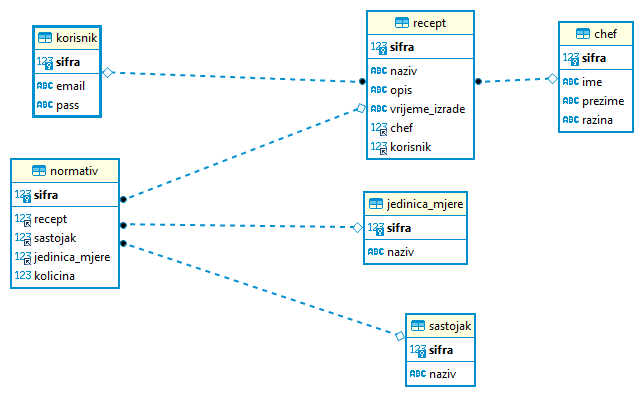 korisnik
123 sifra
ABC email
ABC pass
recept
123 sifra
ABC naziv
ABC opis
ABC vrijeme_izrade
123 chef
123 korisnik
chef
123 sifra
ABC ime
ABC prezime
ABC razina
normativ
123 sifra
123 recept
123 sastojak
123 jedinica_mjere
123 kolicina
jedinica_mjere
123 sifra
ABC naziv
sastojak
123 sifra
ABC naziv